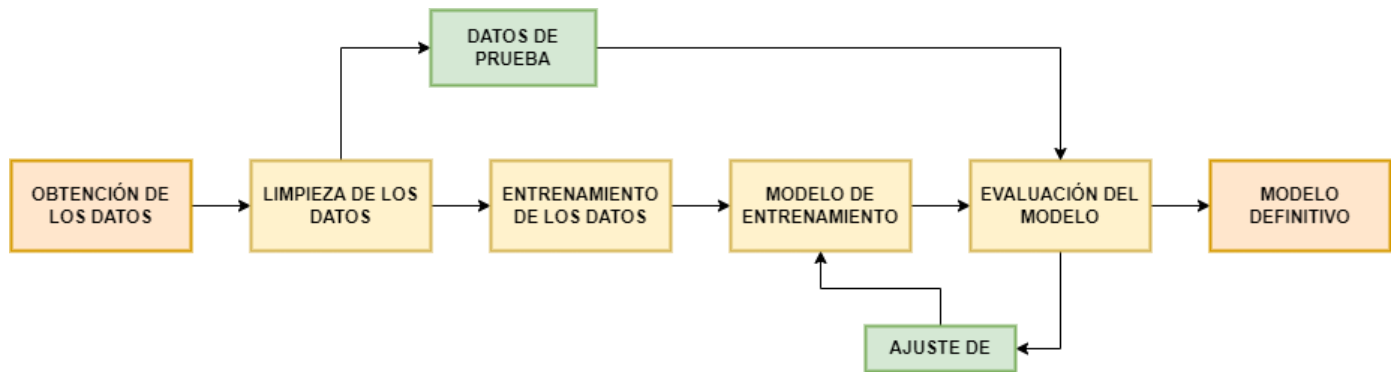 DATOS DE
PRUEBA
OBTENCIÓN DE
LOS DATOS
LIMPIEZA DE LOS
DATOS
ENTRENAMIENTO
DE LOS DATOS
MODELO DE
ENTRENAMIENTO
EVALUACIÓN DEL
MODELO
MODELO
DEFINITIVO
AJUSTE DE